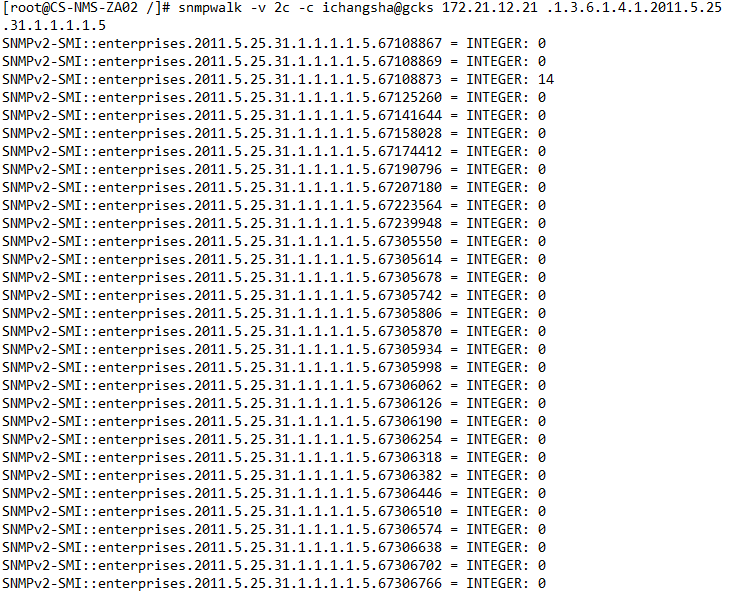 [root@CS-NMS-ZA02 /]# snmpwalk -v 2c -c ichangsha@gcks 172.21.12.21 .1.3.6.1.4.1.2011.5.25
.31.1.1.1.1.5
SNMPv2-SMI::enterprises.2011.5.25.31.1.1.1.1.5.67108867 = INTEGER: 0
SNMPv2-SMI::enterprises.2011.5.25.31.1.1.1.1.5.67108869 = INTEGER: 0
SNMPv2-SMI::enterprises.2011.5.25.31.1.1.1.1.5.67108873 = INTEGER: 14
SNMPv2-SMI::enterprises.2011.5.25.31.1.1.1.1.5.67125260 = INTEGER: 0
SNMPv2-SMI::enterprises.2011.5.25.31.1.1.1.1.5.67141644 = INTEGER: 0
SNMPv2-SMI::enterprises.2011.5.25.31.1.1.1.1.5.67158028 = INTEGER: 0
SNMPv2-SMI::enterprises.2011.5.25.31.1.1.1.1.5.67174412 = INTEGER: 0
SNMPv2-SMI::enterprises.2011.5.25.31.1.1.1.1.5.67190796 = INTEGER: 0
SNMPv2-SMI::enterprises.2011.5.25.31.1.1.1.1.5.67207180 = INTEGER: 0
SNMPv2-SMI::enterprises.2011.5.25.31.1.1.1.1.5.67223564 = INTEGER: 0
SNMPv2-SMI::enterprises.2011.5.25.31.1.1.1.1.5.67239948 = INTEGER: 0
SNMPv2-SMI::enterprises.2011.5.25.31.1.1.1.1.5.67305550 = INTEGER: 0
SNMPv2-SMI::enterprises.2011.5.25.31.1.1.1.1.5.67305614 = INTEGER: 0
SNMPv2-SMI::enterprises.2011.5.25.31.1.1.1.1.5.67305678 = INTEGER: 0
SNMPv2-SMI::enterprises.2011.5.25.31.1.1.1.1.5.67305742 = INTEGER: 0
SNMPv2-SMI::enterprises.2011.5.25.31.1.1.1.1.5.67305806 = INTEGER: 0
SNMPv2-SMI::enterprises.2011.5.25.31.1.1.1.1.5.67305870 = INTEGER: 0
SNMPv2-SMI::enterprises.2011.5.25.31.1.1.1.1.5.67305934 = INTEGER: 0
SNMPv2-SMI::enterprises.2011.5.25.31.1.1.1.1.5.67305998 = INTEGER: 0
SNMPv2-SMI::enterprises.2011.5.25.31.1.1.1.1.5.67306062 = INTEGER: 0
SNMPv2-SMI::enterprises.2011.5.25.31.1.1.1.1.5.67306126 = INTEGER: 0
SNMPv2-SMI::enterprises.2011.5.25.31.1.1.1.1.5.67306190 = INTEGER: 0
SNMPv2-SMI::enterprises.2011.5.25.31.1.1.1.1.5.67306254 = INTEGER: 0
SNMPv2-SMI::enterprises.2011.5.25.31.1.1.1.1.5.67306318 = INTEGER: 0
SNMPv2-SMI::enterprises.2011.5.25.31.1.1.1.1.5.67306382 = INTEGER: 0
SNMPv2-SMI::enterprises.2011.5.25.31.1.1.1.1.5.67306446 = INTEGER: 0
SNMPv2-SMI::enterprises.2011.5.25.31.1.1.1.1.5.67306510 = INTEGER: 0
SNMPv2-SMI::enterprises.2011.5.25.31.1.1.1.1.5.67306574 = INTEGER: 0
SNMPv2-SMI::enterprises.2011.5.25.31.1.1.1.1.5.67306638 = INTEGER: 0
SNMPv2-SMI::enterprises.2011.5.25.31.1.1.1.1.5.67306702 = INTEGER: 0
SNMPv2-SMI::enterprises.2011.5.25.31.1.1.1.1.5.67306766 = INTEGER: 0